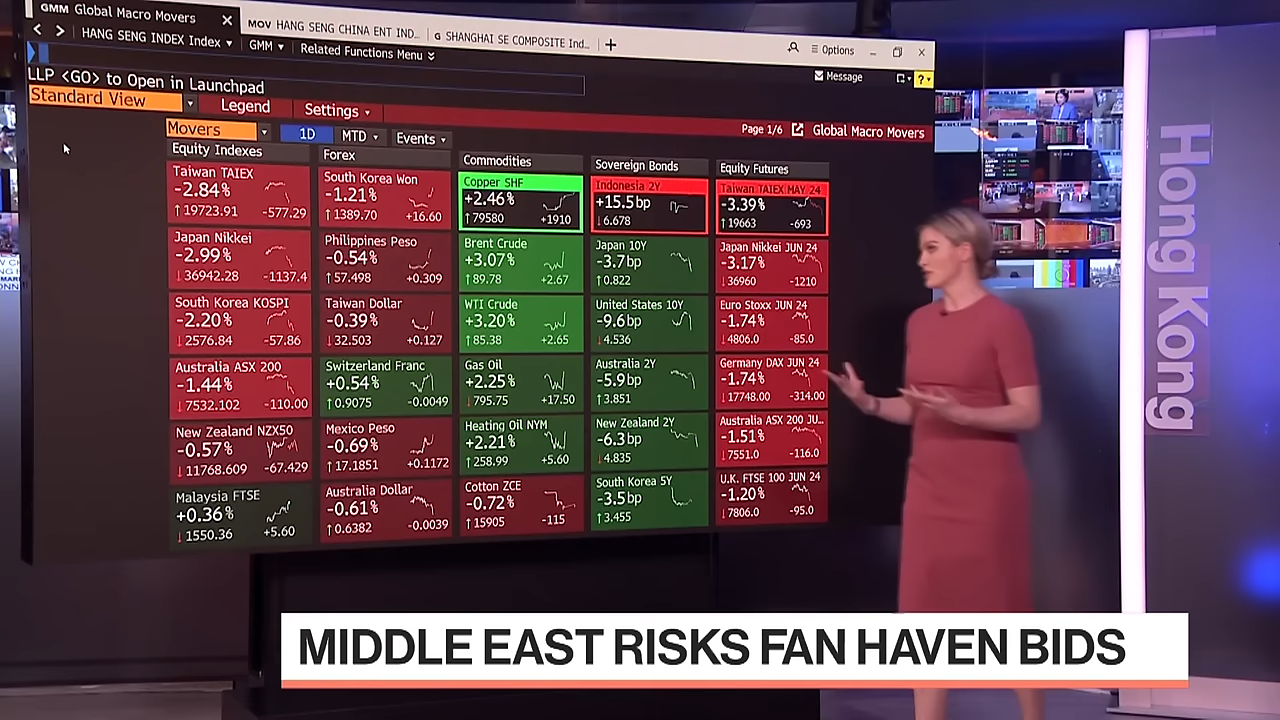 GMM Global Macro Movers
MOV HANG SENG CHINA ENT IND...
G SHANGHAI SE COMPOSITE Ind...
HANG SENG INDEX Index
GMM
Related Functions Menu
Options
LLP <GO> to Open in Launchpad
Message
?
Standard View
Legend
Settings
Page 1/6
Global Macro Movers
Movers
1D
MTD
Events
Equity Indexes
Taiwan TAIEX
-2.84%
↑19723.91 -577.29
Japan Nikkei
-2.99%
↓36942.28 -1137.4
South Korea KOSPI
-2.20%
↓2576.84 -57.86
Australia ASX 200
-1.44%
↓7532.102 -110.00
New Zealand NZX50
-0.57%
↓11768.609 -67.429
Malaysia FTSE
+0.36%
↓1550.36 +5.60
Forex
South Korea Won
-1.21%
↑1389.70 +16.60
Philippines Peso
-0.54%
↑57.498 +0.309
Taiwan Dollar
-0.39%
↓32.503 +0.127
Switzerland Franc
+0.54%
↑0.9075 -0.0049
Mexico Peso
-0.69%
↑17.1851 +0.1172
Australia Dollar
-0.61%
↑0.6382 -0.0039
Commodities
Copper SHF
+2.46%
↑79580 +1910
Brent Crude
+3.07%
↑89.78 +2.67
WTI Crude
+3.20%
↑85.38 +2.65
Gas Oil
+2.25%
↓795.75 +17.50
Heating Oil NYM
+2.21%
↑258.99 +5.60
Cotton ZCE
-0.72%
↑15905 -115
Sovereign Bonds
Indonesia 2Y
+15.5bp
↓6.678
Japan 10Y
-3.7bp
↑0.822
United States 10Y
-9.6bp
↓4.536
Australia 2Y
-5.9bp
↑3.851
New Zealand 2Y
-6.3bp
↓4.835
South Korea 5Y
-3.5bp
↑3.455
Equity Futures
Taiwan TAIEX MAY 24
-3.39%
↑19663 -693
Japan Nikkei JUN 24
-3.17%
↓36960 -1210
Euro Stoxx JUN 24
-1.74%
↓4806.0 -85.0
Germany DAX JUN 24
-1.74%
↓17748.00 -314.00
Australia ASX 200 JU...
-1.51%
↓7551.0 -116.0
U.K. FTSE 100 JUN 24
-1.20%
↓7806.0 -95.0
Hong Kong
MIDDLE EAST RISKS FAN HAVEN BIDS